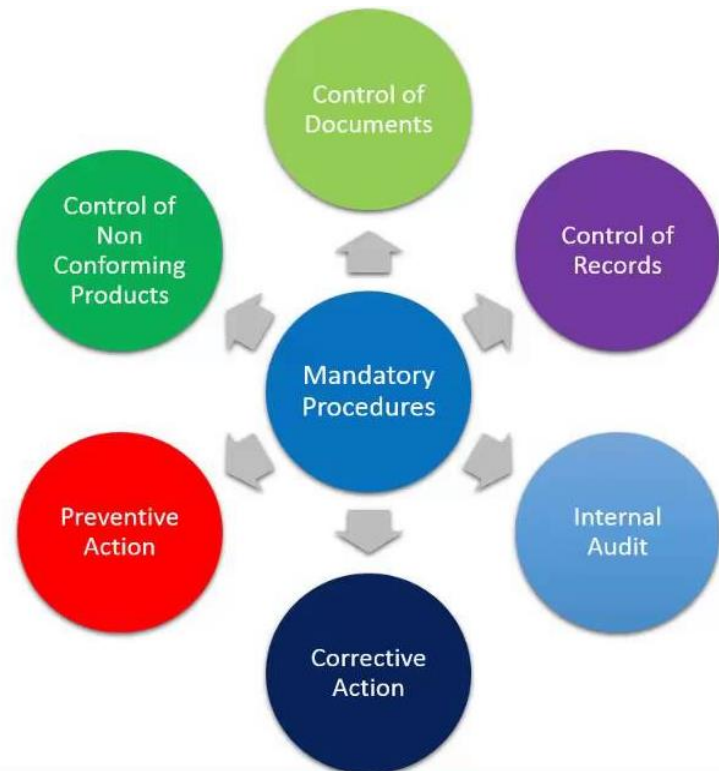 Control of
Documents
Control of
Non
Conforming
Products
Control of
Records
Mandatory
Procedures
Preventive
Action
Internal
Audit
Corrective
Action